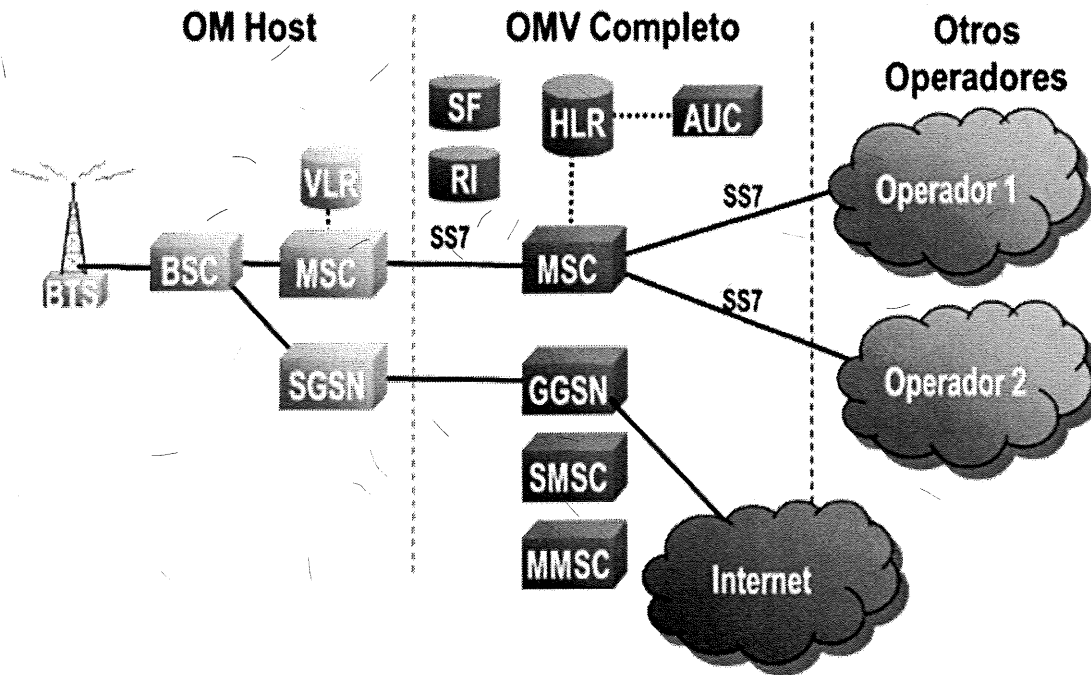 OM Host
OMV Completo
Otros
Operadores
SF
HLR
AUC
VLR
RI
Operador 1
SS7
SS7
BSC
MSC
MSC
BTS
SS7
SGSN
GGSN
Operador 2
SMSC
MMSC
Internet